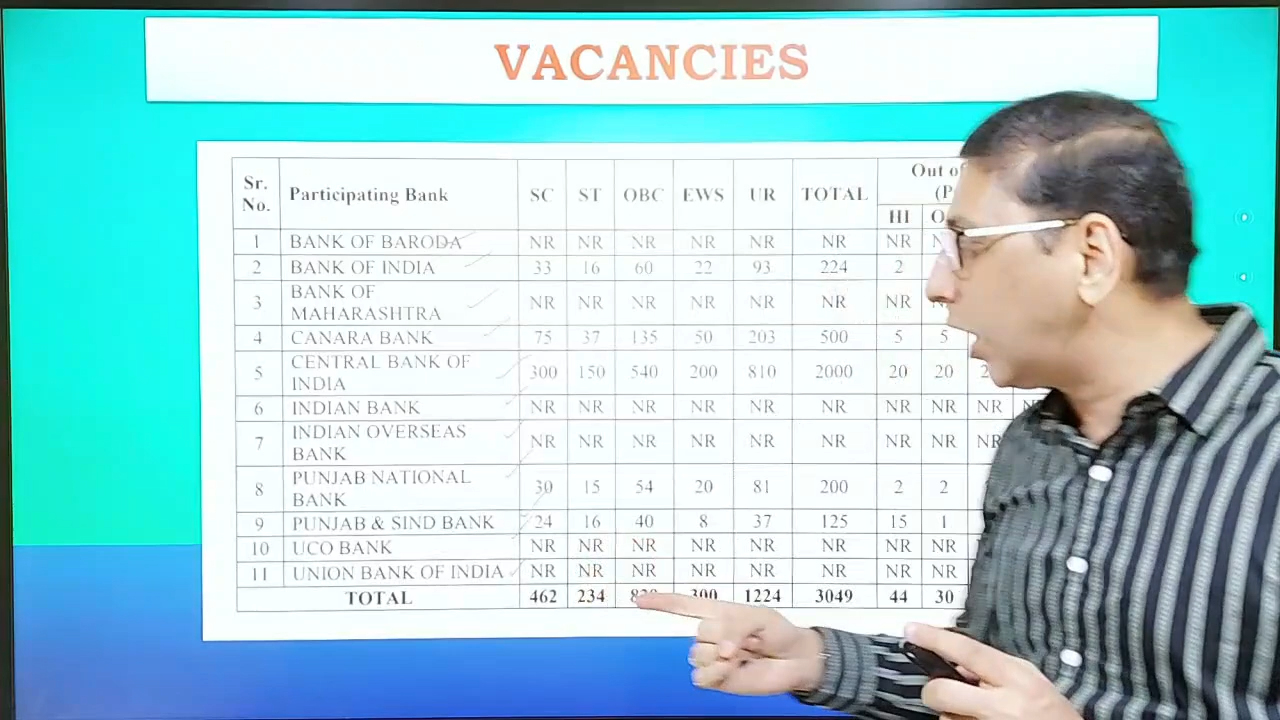 VACANCIES
Sr. No. Participating Bank SC ST OBC EWS UR TOTAL Out of
HI
1 BANK OF BARODA NR NR NR NR NR NR NR
2 BANK OF INDIA 33 16 60 22 93 224 2
3 BANK OF MAHARASHTRA NR NR NR NR NR NR NR
4 CANARA BANK 75 37 135 50 203 500 5 5
5 CENTRAL BANK OF INDIA 300 150 540 200 810 2000 20 20
6 INDIAN BANK NR NR NR NR NR NR NR NR NR
7 INDIAN OVERSEAS BANK NR NR NR NR NR NR NR NR NR
8 PUNJAB NATIONAL BANK 30 15 54 20 81 200 2 2
9 PUNJAB & SIND BANK 24 16 40 8 37 125 15 1
10 UCO BANK NR NR NR NR NR NR NR NR
11 UNION BANK OF INDIA NR NR NR NR NR NR NR NR
TOTAL 462 234 300 1224 3049 44 30